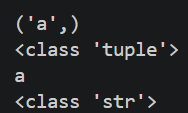 ('a',)
<class 'tuple'>
a
<class 'str'>